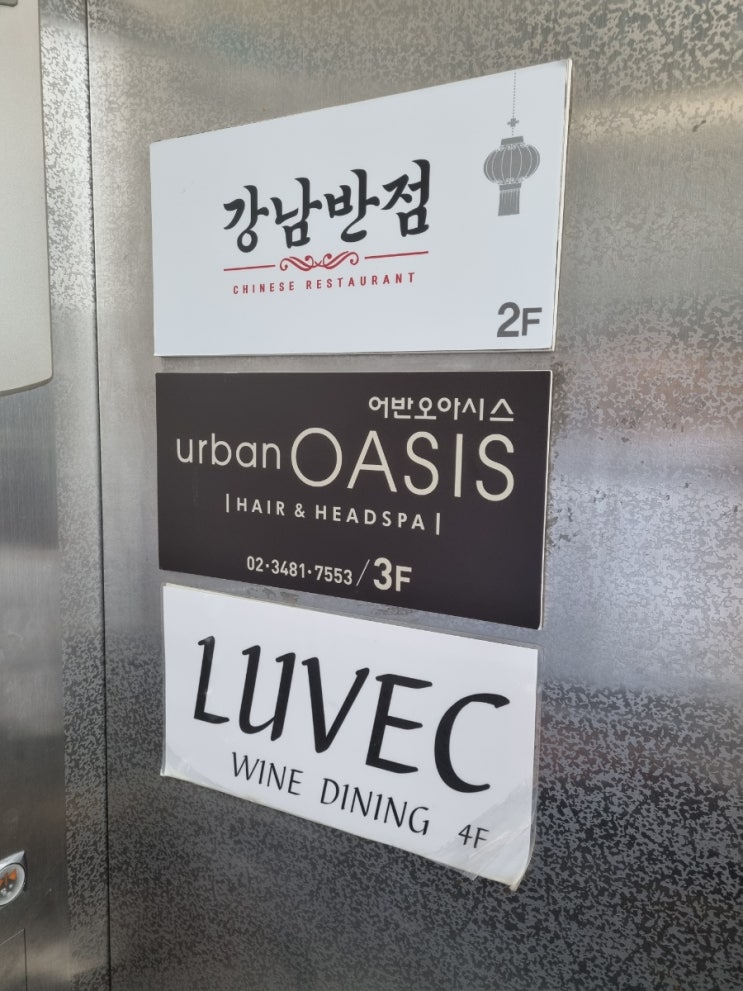 강남반점
CHINESE RESTAURANT
2F
어반오아시스
urban OASIS
|HAIR & HEADSPA|
02·3481·7553/3F
LUVEC
WINE DINING 4F